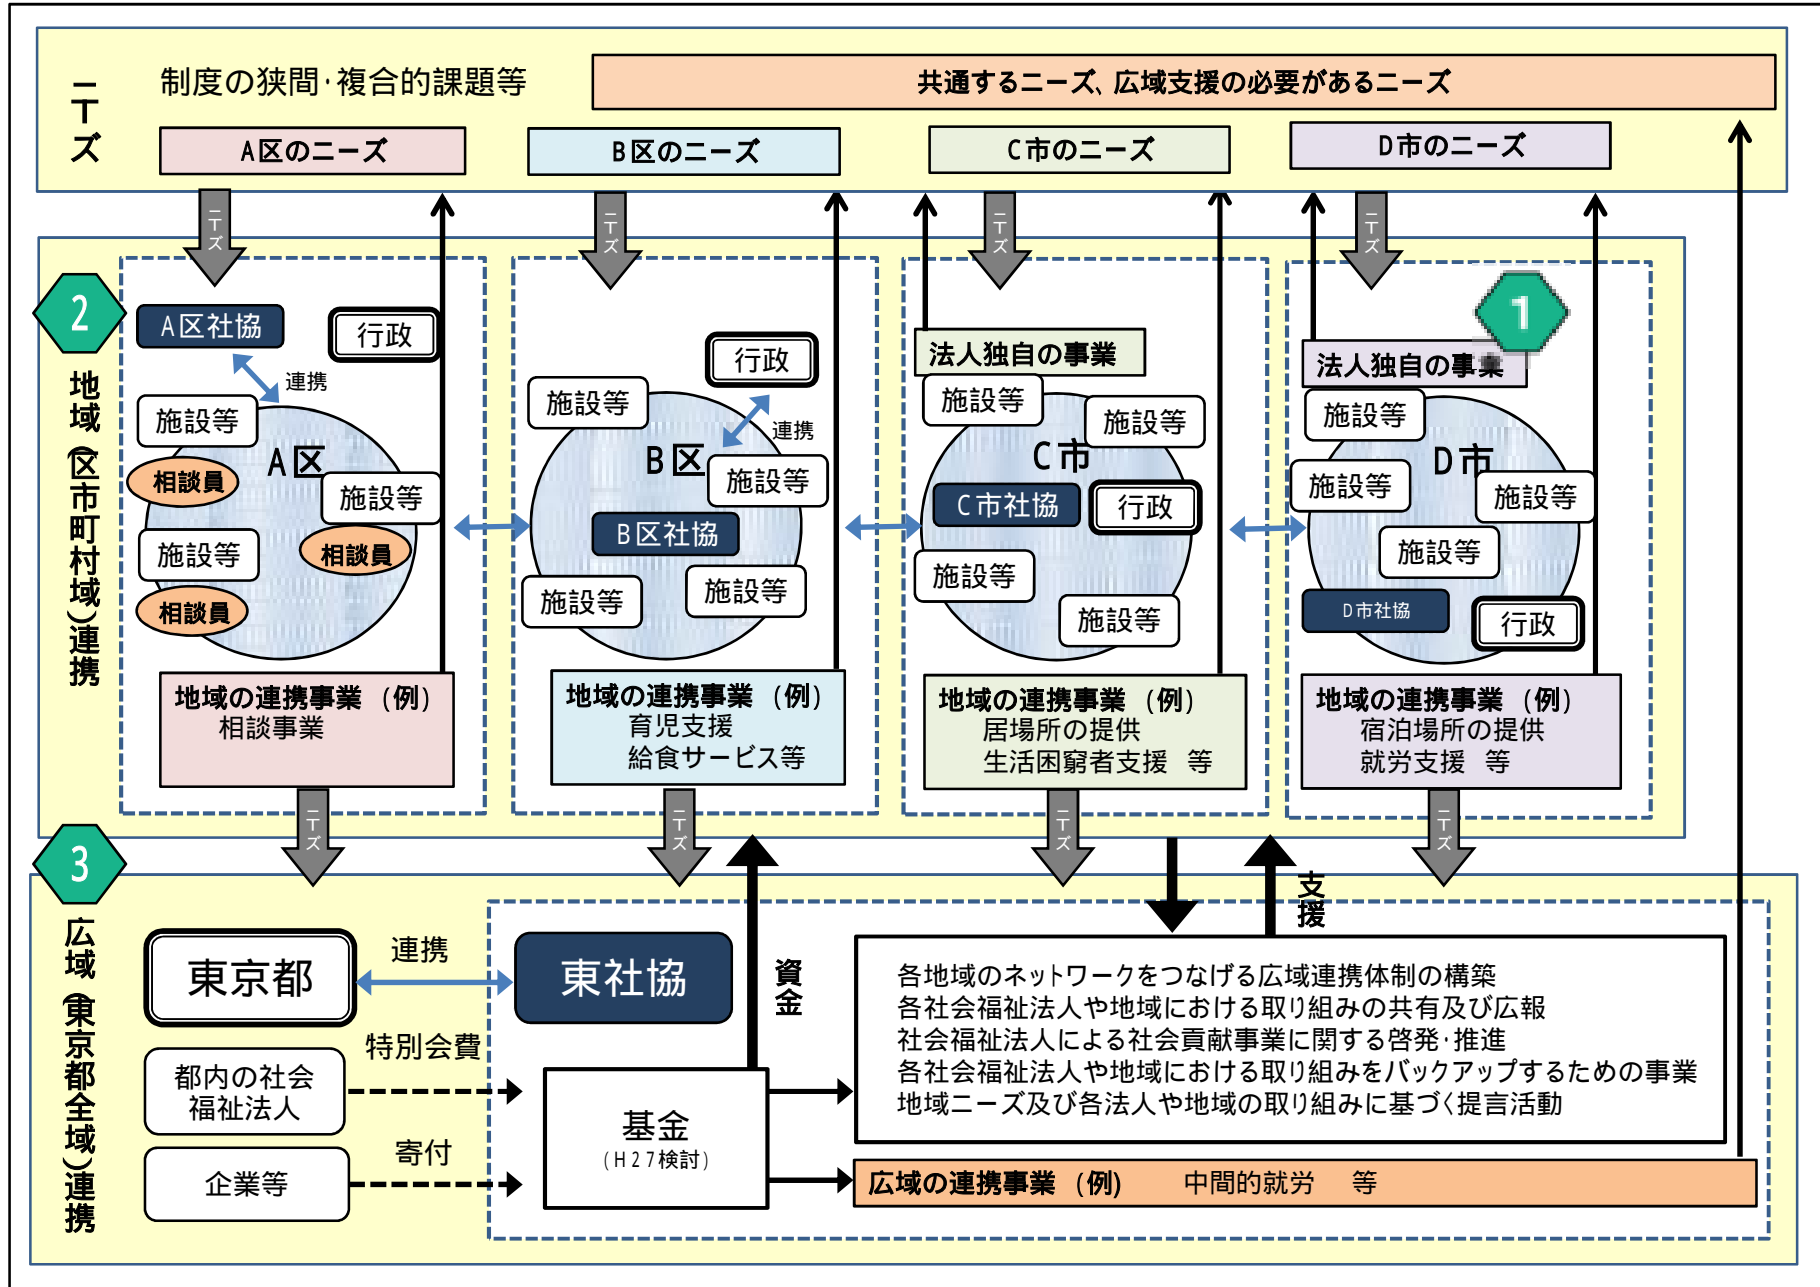 ニーズ
制度の狭間･複合的課題等
共通するニーズ、広域支援の必要があるニーズ
A区のニーズ
B区のニーズ
C市のニーズ
D市のニーズ
ニーズ
ニーズ
ニーズ
ニーズ
2
地域（区市町村域）連携
A区社協
行政
連携
施設等
A区
相談員
施設等
施設等
相談員
相談員
地域の連携事業 (例)
相談事業
行政
施設等
連携
B区
施設等
B区社協
施設等
施設等
地域の連携事業 (例)
育児支援
給食サービス等
法人独自の事業
施設等
施設等
C市
C市社協
行政
施設等
施設等
地域の連携事業 (例)
居場所の提供
生活困窮者支援 等
1
法人独自の事業
施設等
D市
施設等
施設等
施設等
D市社協
行政
地域の連携事業 (例)
宿泊場所の提供
就労支援 等
ニーズ
ニーズ
ニーズ
ニーズ
3
広域（東京都全域）連携
東京都
連携
東社協
資金
支援
都内の社会
福祉法人
特別会費
企業等
寄付
基金
(H27検討)
各地域のネットワークをつなげる広域連携体制の構築
各社会福祉法人や地域における取り組みの共有及び広報
社会福祉法人による社会貢献事業に関する啓発･推進
各社会福祉法人や地域における取り組みをバックアップするための事業
地域ニーズ及び各法人や地域の取り組みに基づく提言活動
広域の連携事業 (例) 中間的就労 等